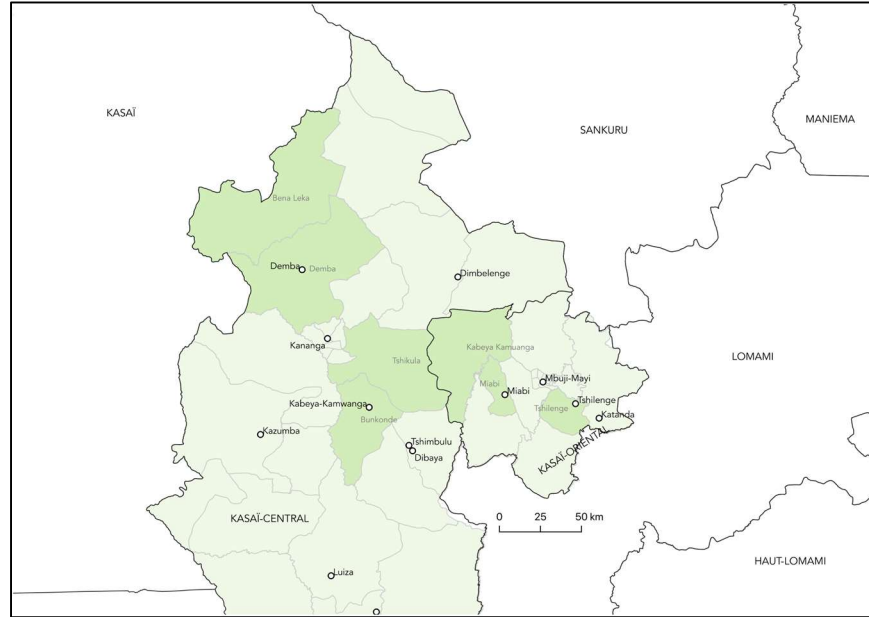 KASAÏ
SANKURU
MANIEMA
Bena Leka
Demba
Demba
Dimbelenge
Kananga
Kabeya Kamuanga
Tshikula
LOMAMI
Mbuji-Mayi
Miabi
Miabi
Kabeya-Kamwanga
Tshilenge
Tshilenge
Bunkonde
Katanda
Kazumba
Tshimbulu
Dibaya
KASAÏ-ORIENTAL
0 25 50 km
KASAÏ-CENTRAL
HAUT-LOMAMI
Luiza